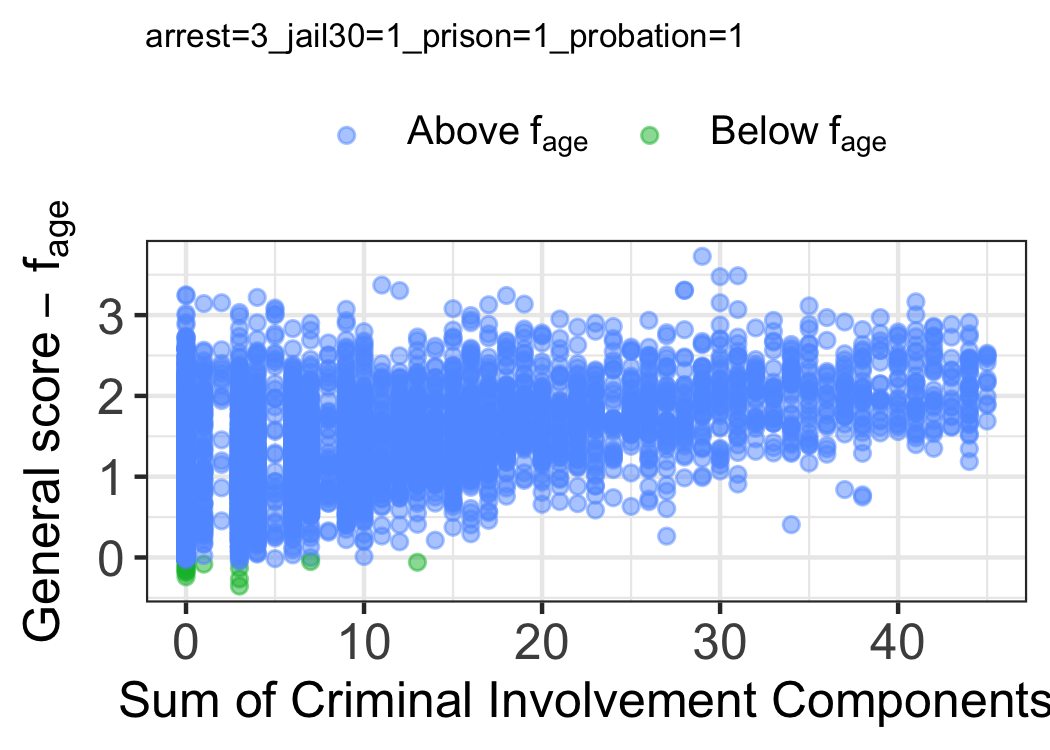 arrest=3_jail30=1_prison=1_probation=1
Above fage Below fage
General score − fage
3
2
1
0
0 10 20 30 40
Sum of Criminal Involvement Components